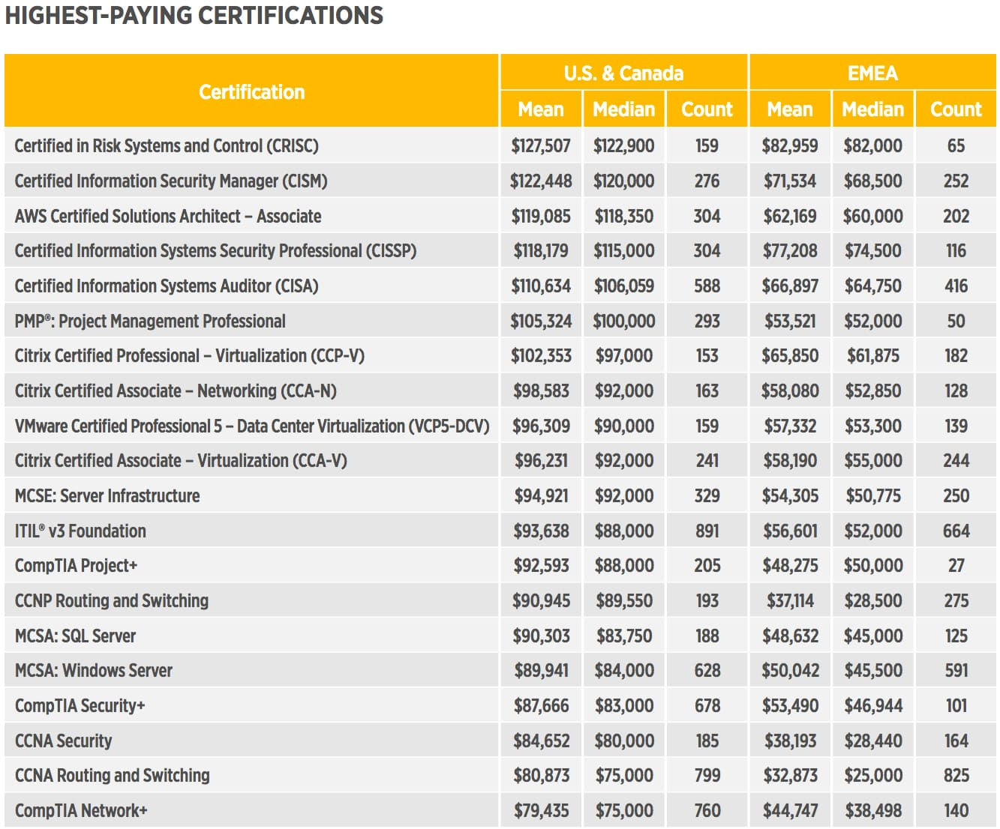 HIGHEST-PAYING CERTIFICATIONS
Certification U.S. & Canada EMEA
Mean Median Count Mean Median Count
Certified in Risk Systems and Control (CRISC) $127,507 $122,900 159 $82,959 $82,000 65
Certified Information Security Manager (CISM) $122,448 $120,000 276 $71,534 $68,500 252
AWS Certified Solutions Architect – Associate $119,085 $118,350 304 $62,169 $60,000 202
Certified Information Systems Security Professional (CISSP) $118,179 $115,000 304 $77,208 $74,500 116
Certified Information Systems Auditor (CISA) $110,634 $106,059 588 $66,897 $64,750 416
PMP®: Project Management Professional $105,324 $100,000 293 $53,521 $52,000 50
Citrix Certified Professional – Virtualization (CCP-V) $102,353 $97,000 153 $65,850 $61,875 182
Citrix Certified Associate – Networking (CCA-N) $98,583 $92,000 163 $58,080 $52,850 128
VMware Certified Professional 5 – Data Center Virtualization (VCP5-DCV) $96,309 $90,000 159 $57,332 $53,300 139
Citrix Certified Associate – Virtualization (CCA-V) $96,231 $92,000 241 $58,190 $55,000 244
MCSE: Server Infrastructure $94,921 $92,000 329 $54,305 $50,775 250
ITIL® v3 Foundation $93,638 $88,000 891 $56,601 $52,000 664
CompTIA Project+ $92,593 $88,000 205 $48,275 $50,000 27
CCNP Routing and Switching $90,945 $89,550 193 $37,114 $28,500 275
MCSA: SQL Server $90,303 $83,750 188 $48,632 $45,000 125
MCSA: Windows Server $89,941 $84,000 628 $50,042 $45,500 591
CompTIA Security+ $87,666 $83,000 678 $53,490 $46,944 101
CCNA Security $84,652 $80,000 185 $38,193 $28,440 164
CCNA Routing and Switching $80,873 $75,000 799 $32,873 $25,000 825
CompTIA Network+ $79,435 $75,000 760 $44,747 $38,498 140